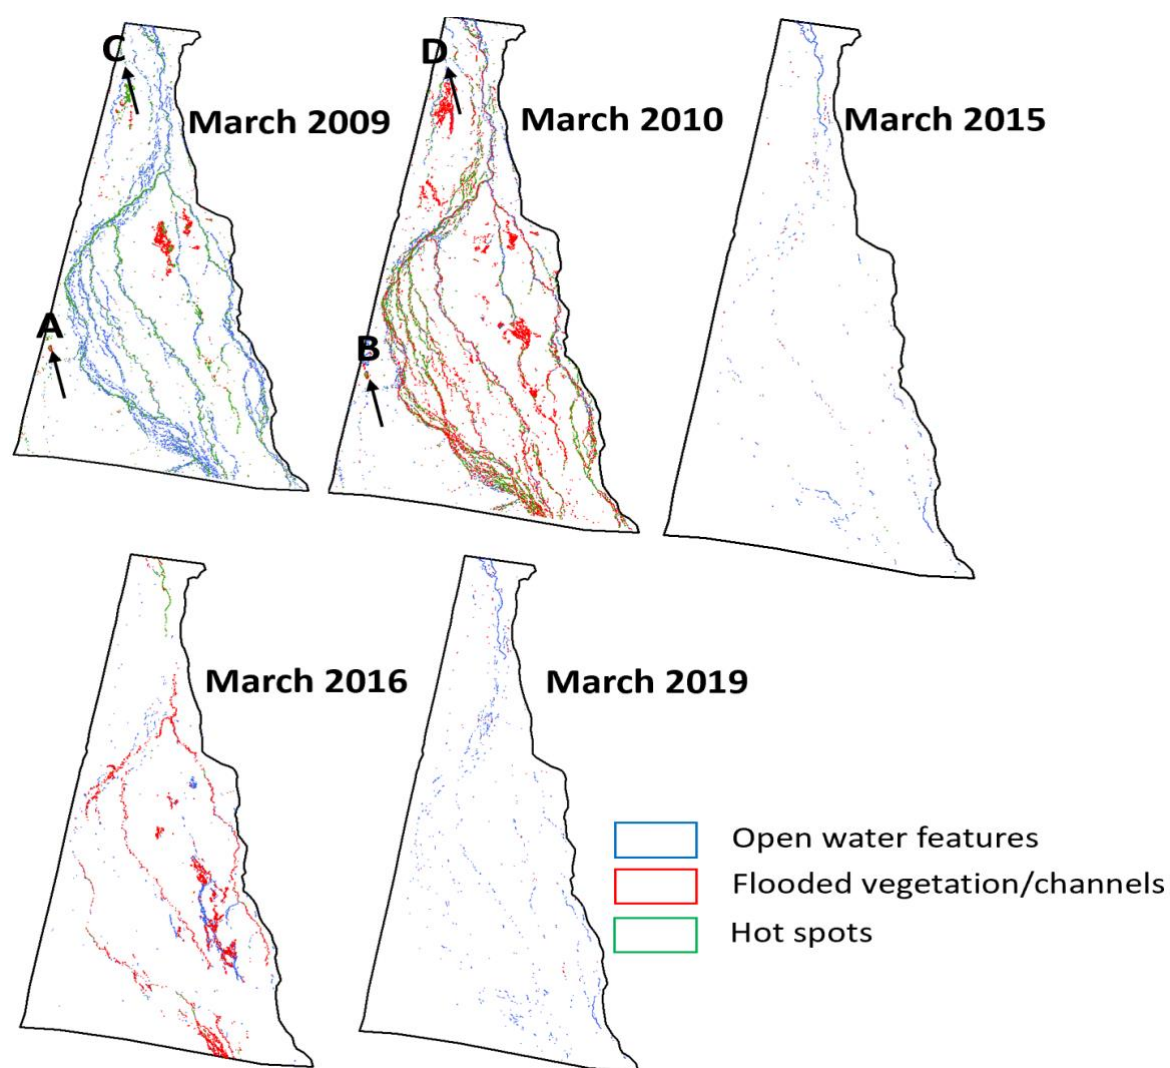 C
D
March 2009
March 2010
March 2015
A
B
March 2016
March 2019
Open water features
Flooded vegetation/channels
Hot spots